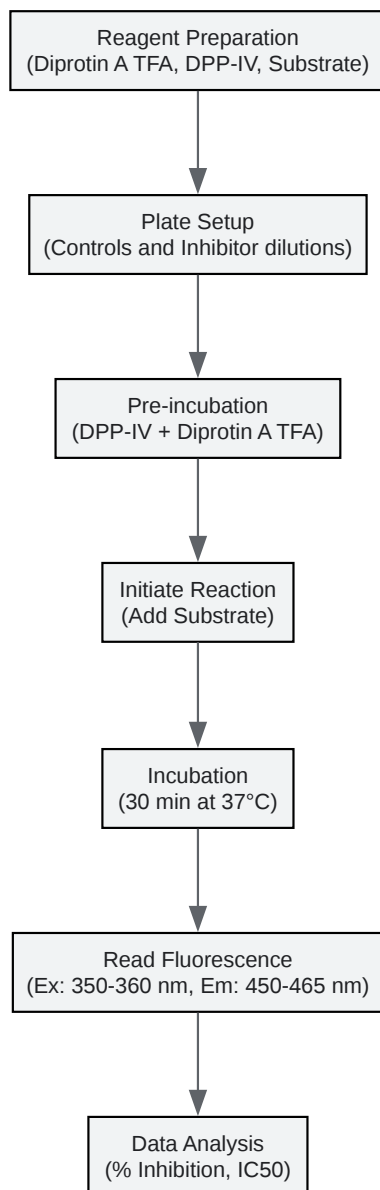 Reagent Preparation
(Diprotin A TFA, DPP-IV, Substrate)
Plate Setup
(Controls and Inhibitor dilutions)
Pre-incubation
(DPP-IV + Diprotin A TFA)
Initiate Reaction
(Add Substrate)
Incubation
(30 min at 37°C)
Read Fluorescence
(Ex: 350-360 nm, Em: 450-465 nm)
Data Analysis
(% Inhibition, IC50)